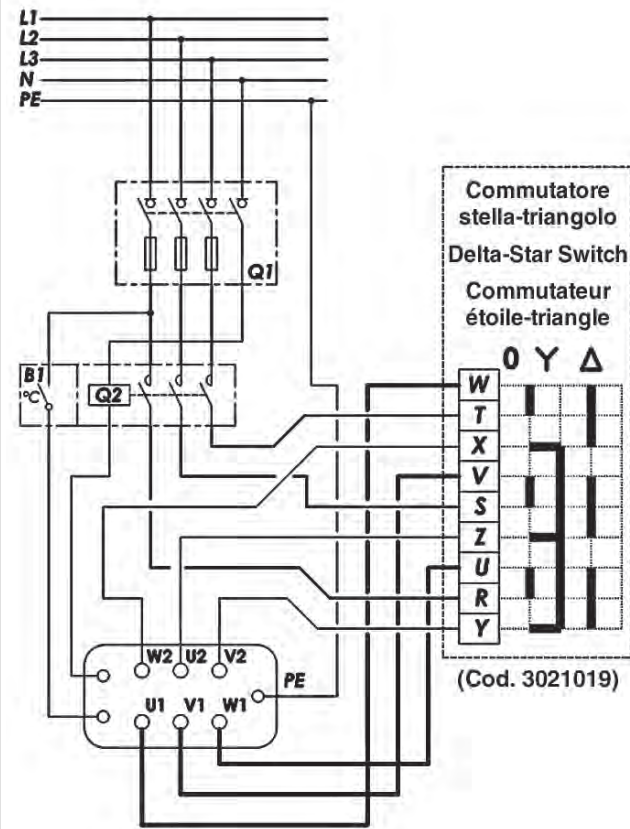 L1
L2
L3
N
PE
Q1
B1
°C
Q2
Commutatore
stella-triangolo
Delta-Star Switch
Commutateur
étoile-triangle
0 Y Δ
W
T
X
V
S
Z
U
R
Y
(Cod. 3021019)
W2 U2 V2
PE
U1 V1 W1